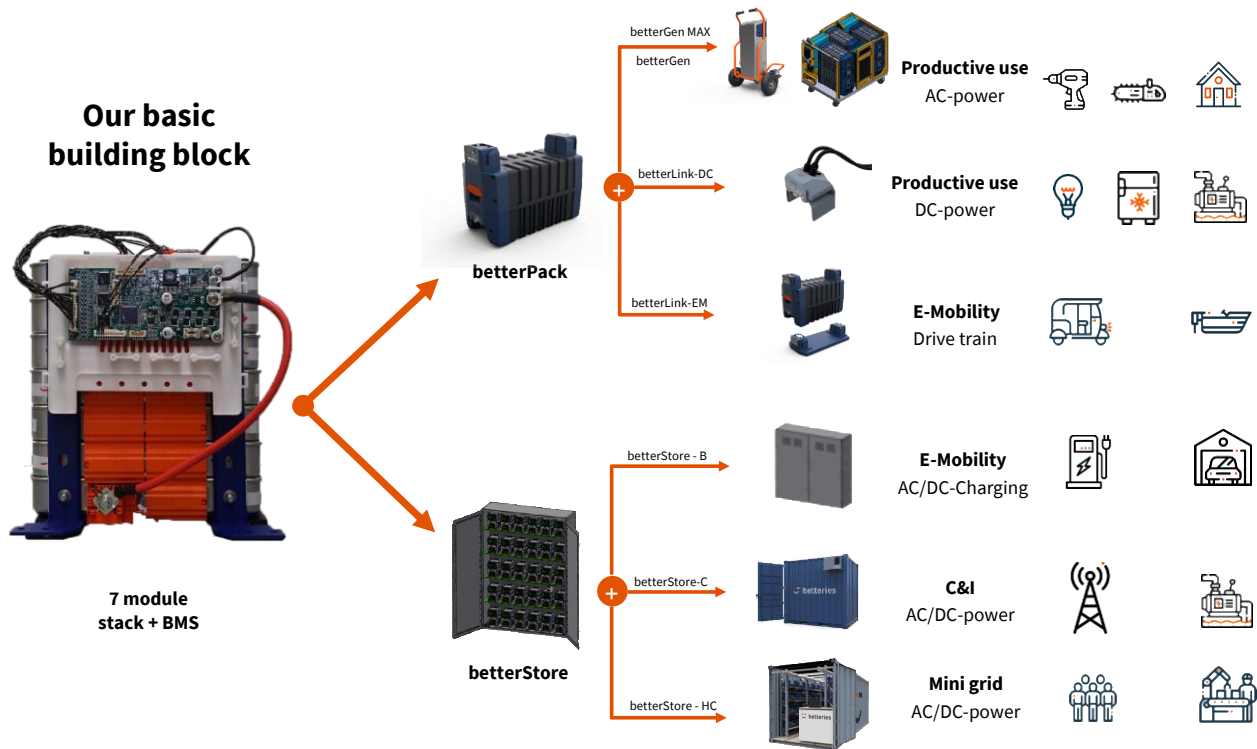 Our basic
building block
7 module
stack + BMS
betterPack
betterStore
betterGen MAX
betterGen
Productive use
AC-power
betterLink-DC
Productive use
DC-power
betterLink-EM
E-Mobility
Drive train
betterStore - B
E-Mobility
AC/DC-Charging
betterStore-C
betteries
C&I
AC/DC-power
betterStore - HC
betteries
Mini grid
AC/DC-power